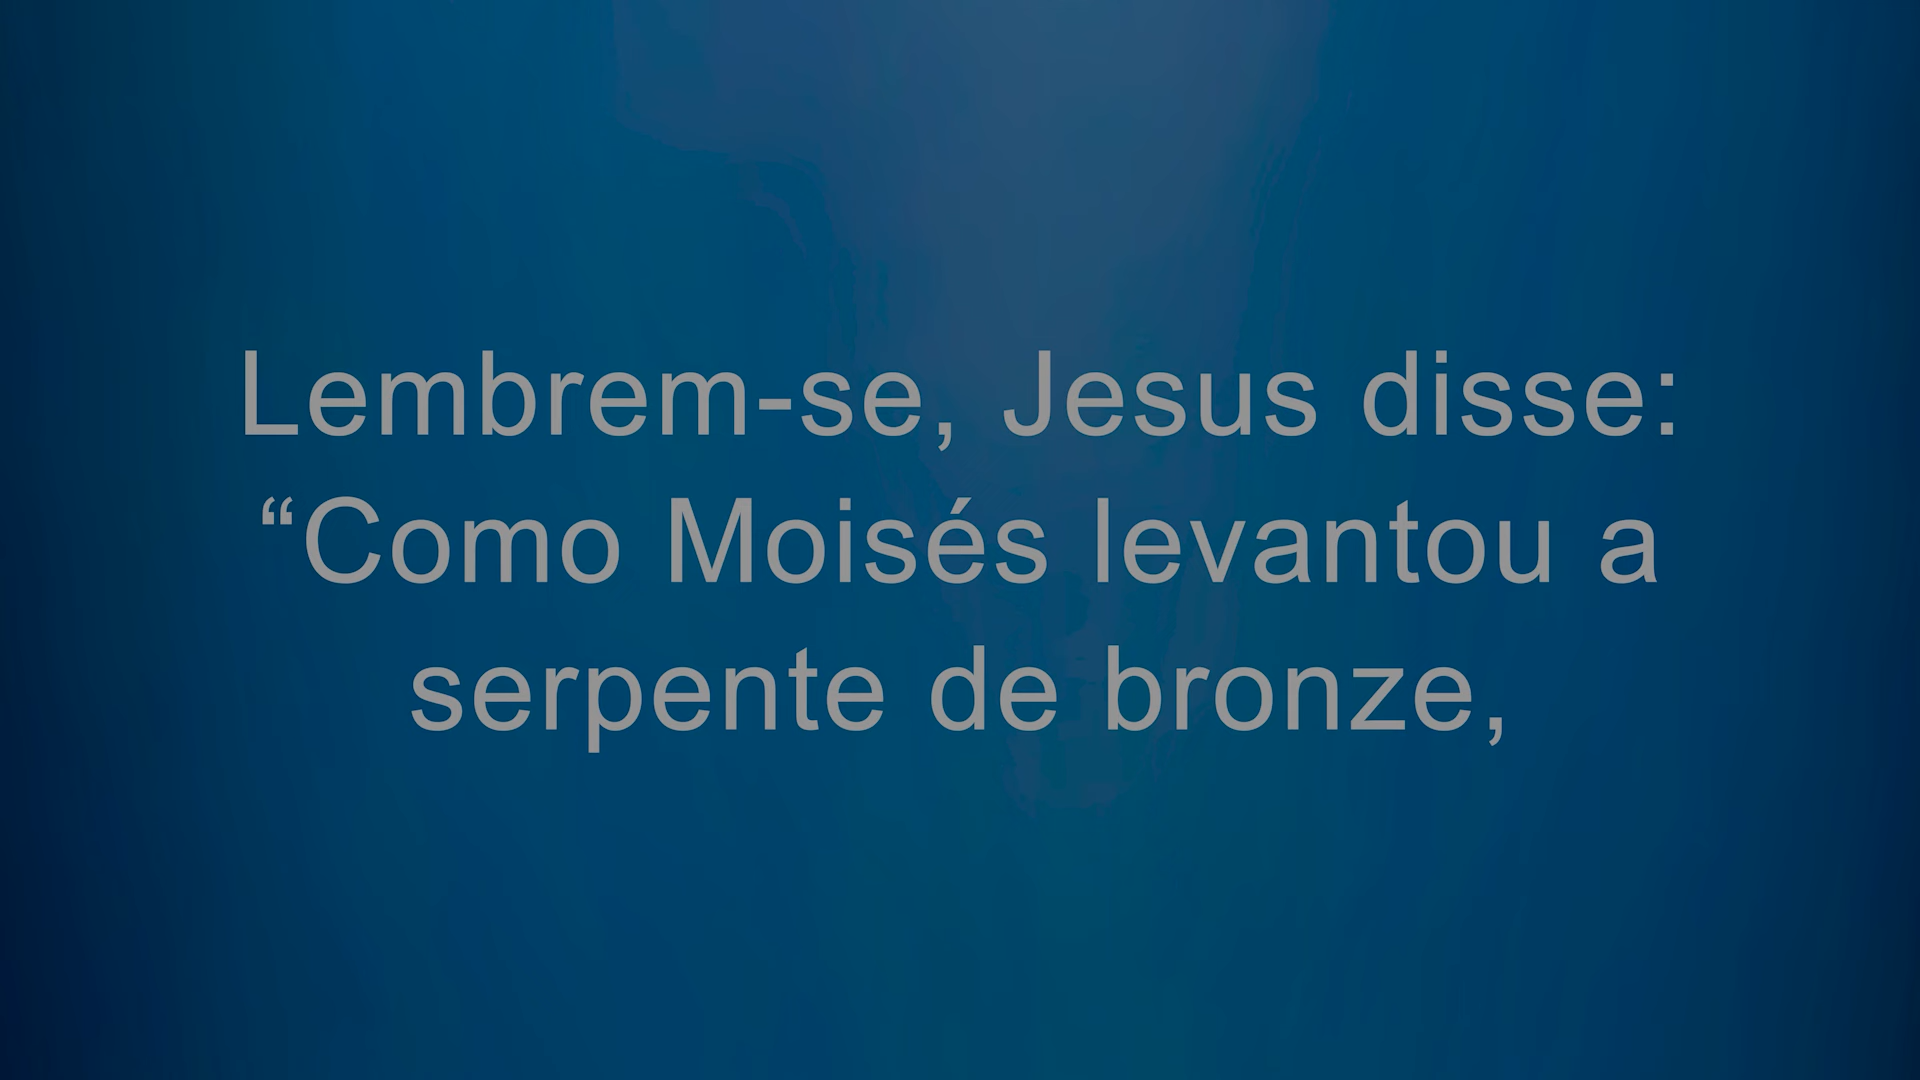 Lembrem-se, Jesus disse:
“Como Moisés levantou a
serpente de bronze,